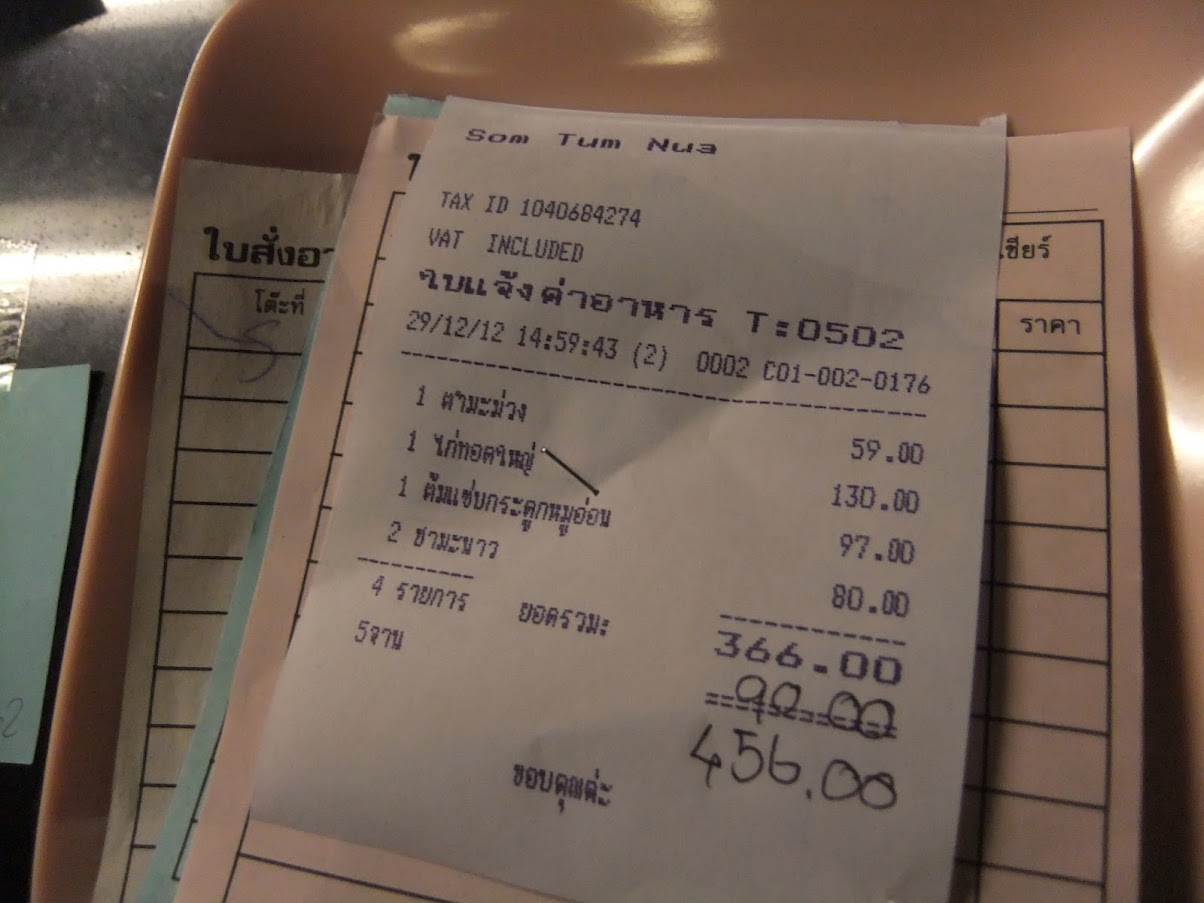 Som Tum Nua
TAX ID 1040684274
VAT INCLUDED
ใบแจ้งค่าอาหาร T:0502
29/12/12 14:59:43 (2) 0002 C01-002-0176
1 ตำมะม่วง 59.00
1 ไก่ทอดใหญ่ 130.00
1 ต้มแซ่บกระดูกหมูอ่อน 97.00
2 ชามะนาว 80.00
4 รายการ ยอดรวม: 366.00
5จาน
90.00
456.00
ขอบคุณค่ะ
ใบสั่งอา
โต๊ะที่
5
เชียร์
ราคา